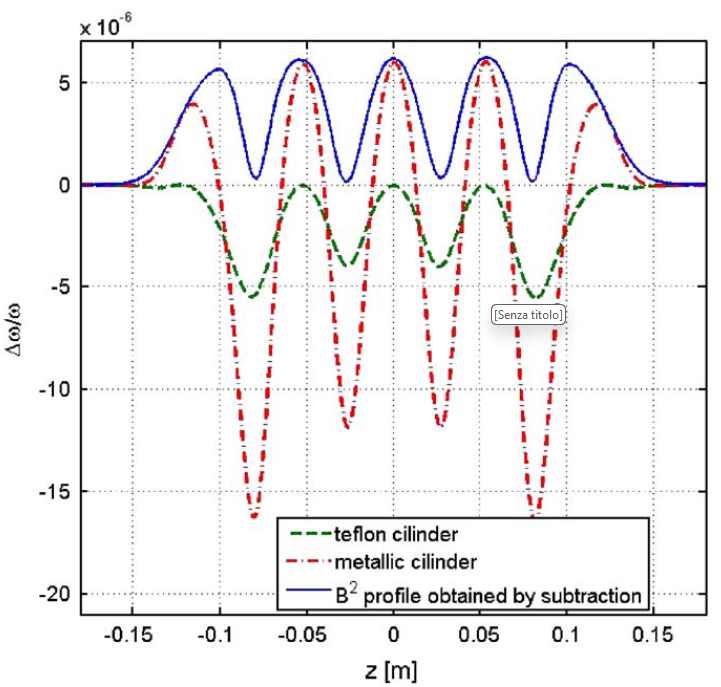 x 10^-6
5
0
-5
-10
-15
-20
Δω/ω
[Senza titolo]
teflon cilinder
metallic cilinder
B^2 profile obtained by subtraction
-0.15 -0.1 -0.05 0 0.05 0.1 0.15
z [m]